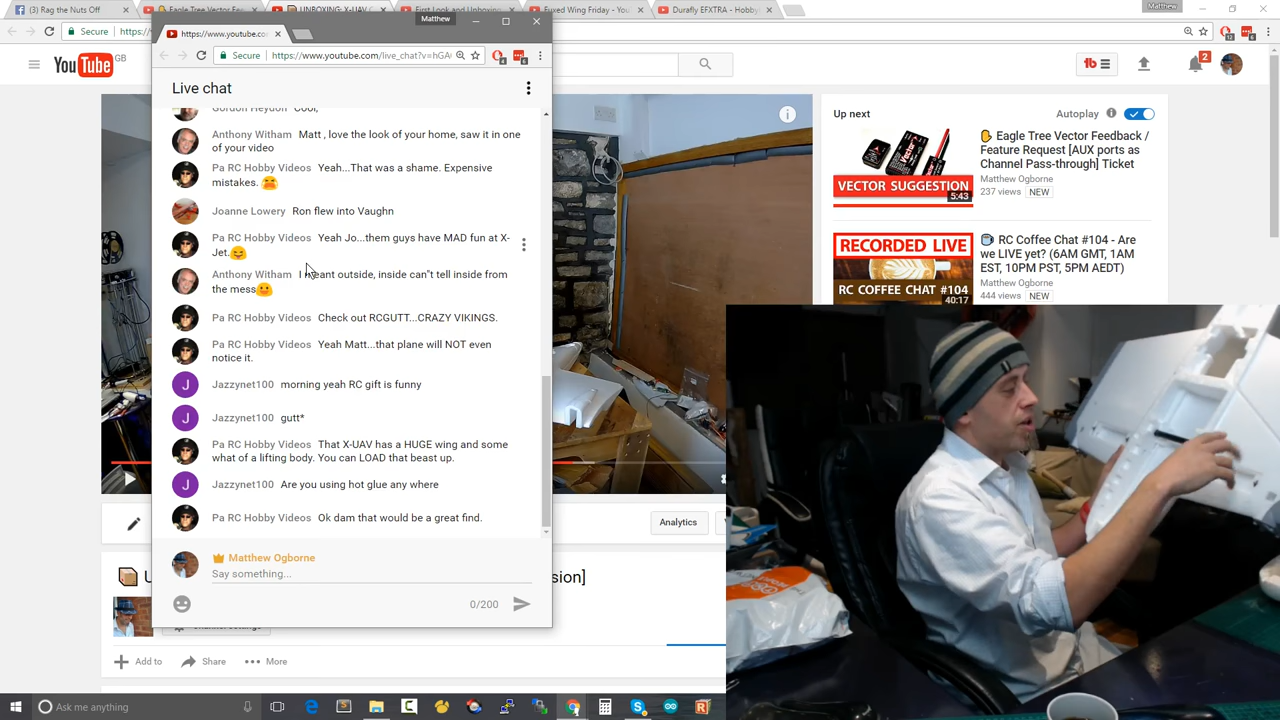 (3) Rag the Nuts Off
Eagle Tree Vector Feed
UNBOXING: X-UAV
First Look and Unboxing
Fuxed Wing Friday - You
Durafly EFXTRA - Hobby
Matthew
Matthew
https://www.youtube.co
Secure
Secure
https://www.youtube.com/live_chat?v=hGA
YouTube GB
2
Live chat
Gordon Heydon Cool,
Anthony Witham Matt , love the look of your home, saw it in one
of your video
Pa RC Hobby Videos Yeah...That was a shame. Expensive
mistakes.
Joanne Lowery Ron flew into Vaughn
Pa RC Hobby Videos Yeah Jo...them guys have MAD fun at X-
Jet.
Anthony Witham I meant outside, inside can"t tell inside from
the mess
Pa RC Hobby Videos Check out RCGUTT...CRAZY VIKINGS.
Pa RC Hobby Videos Yeah Matt...that plane will NOT even
notice it.
J Jazzynet100 morning yeah RC gift is funny
J Jazzynet100 gutt*
Pa RC Hobby Videos That X-UAV has a HUGE wing and some
what of a lifting body. You can LOAD that beast up.
J Jazzynet100 Are you using hot glue any where
Pa RC Hobby Videos Ok dam that would be a great find.
Matthew Ogborne
Say something...
0/200
Up next
Autoplay
VECTOR SUGGESTION
5:43
Eagle Tree Vector Feedback /
Feature Request [AUX ports as
Channel Pass-through] Ticket
Matthew Ogborne
237 views NEW
RECORDED LIVE
RC COFFEE CHAT #104
40:17
RC Coffee Chat #104 - Are
we LIVE yet? (6AM GMT, 1AM
EST, 10PM PST, 5PM AEDT)
Matthew Ogborne
444 views NEW
Analytics
U
sion]
Add to
Share
More
Ask me anything